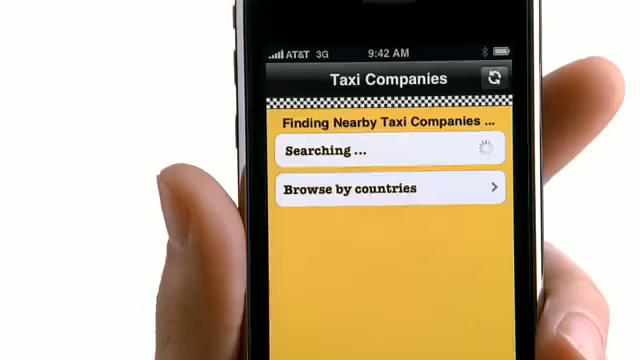 AT&T 3G 9:42 AM
Taxi Companies
Finding Nearby Taxi Companies ...
Searching ...
Browse by countries